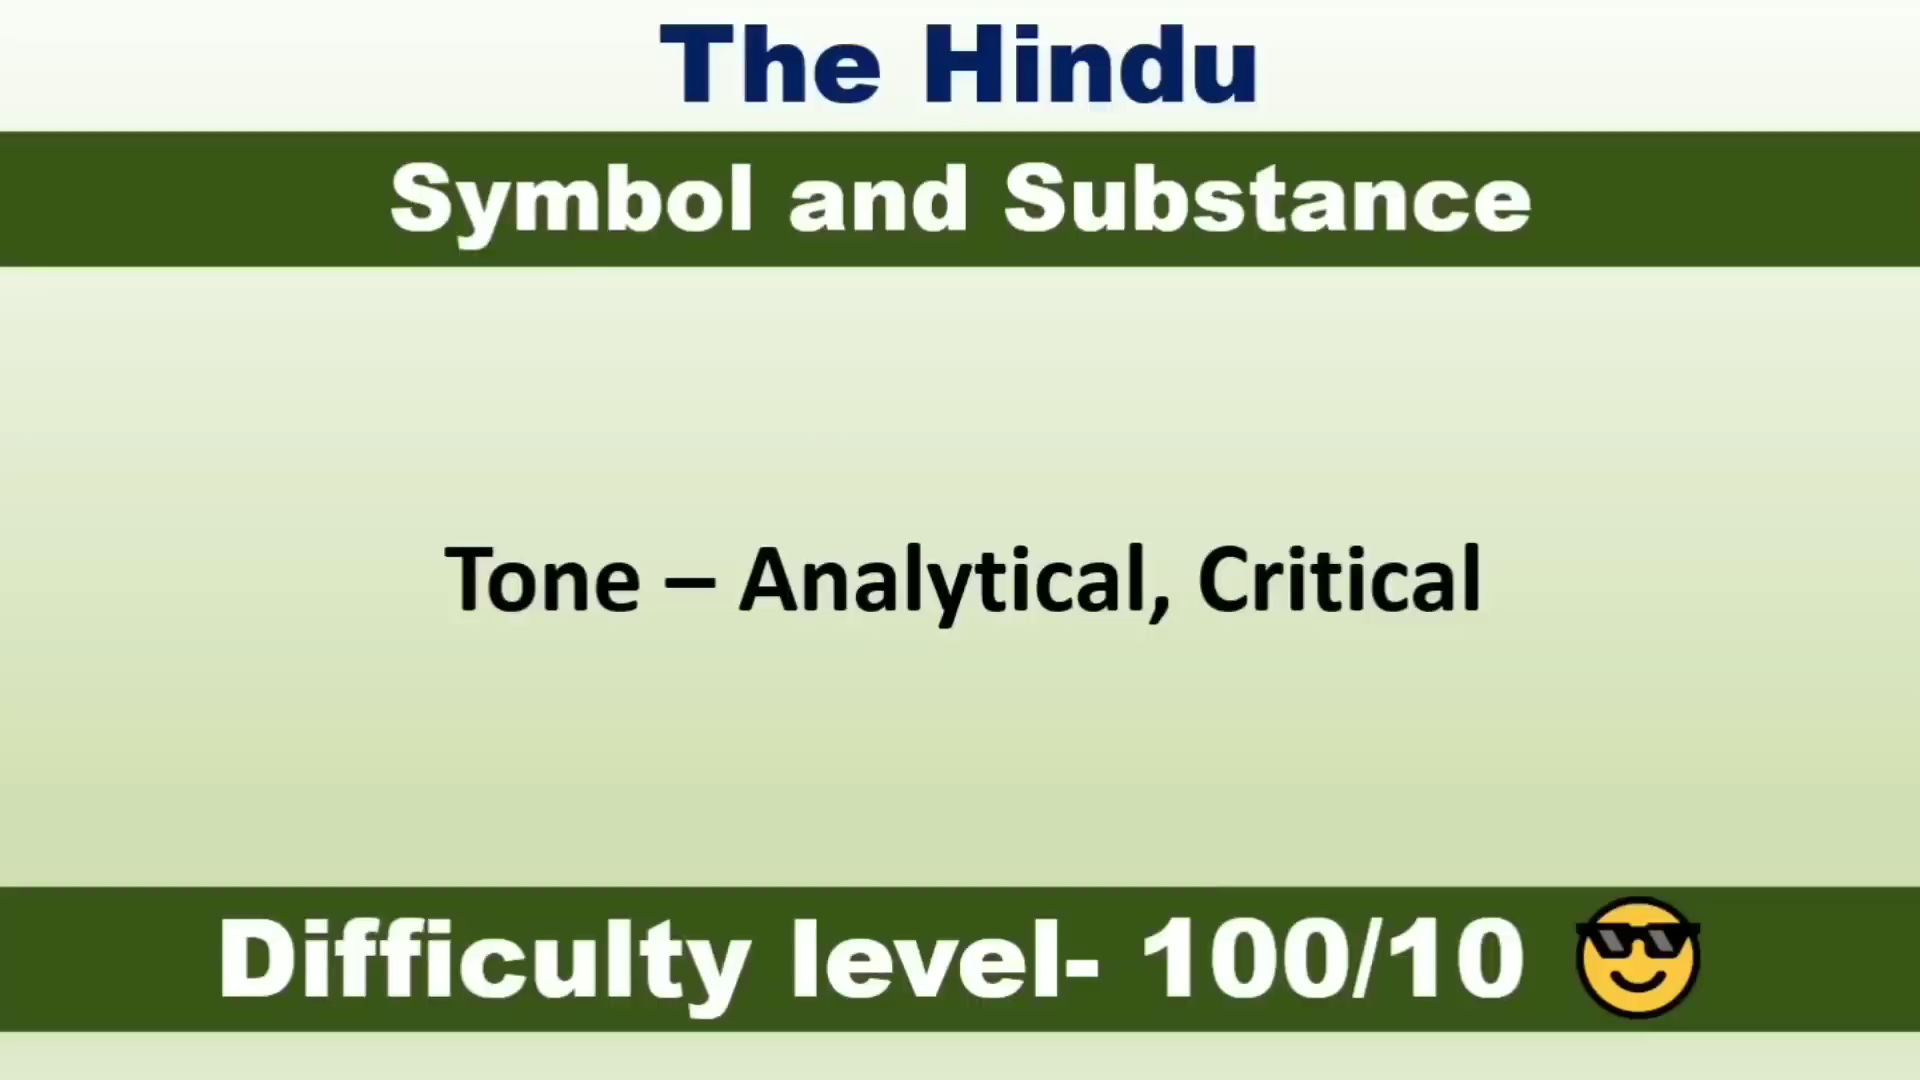 The Hindu
Symbol and Substance
Tone – Analytical, Critical
Difficulty level- 100/10